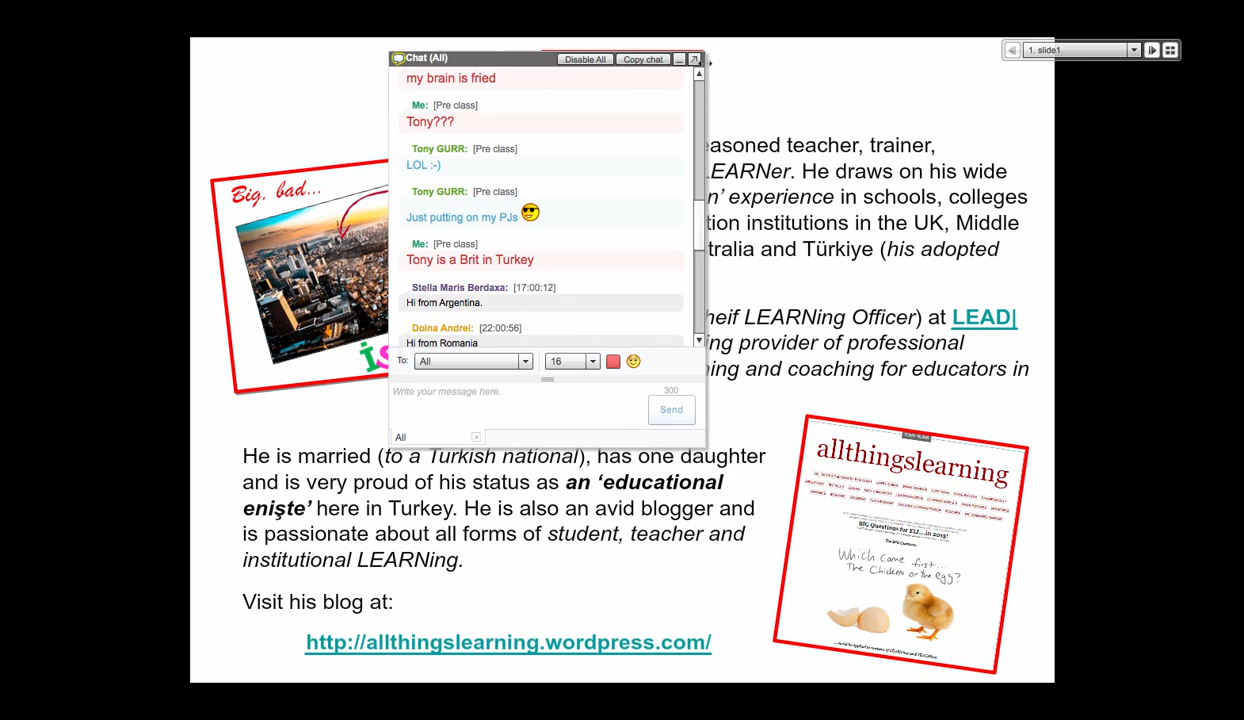 1. slide1
Chat (All)
Disable All
Copy chat
my brain is fried
Me: [Pre class]
Tony???
Tony GURR: [Pre class]
LOL :-)
Tony GURR: [Pre class]
Just putting on my PJs
Me: [Pre class]
Tony is a Brit in Turkey
Stella Maris Berdaxa: [17:00:12]
Hi from Argentina.
Doina Andrei: [22:00:56]
Hi from Romania
To: All 16
Write your message here.
300
Send
All
Big, bad...
easoned teacher, trainer,
LEARNer. He draws on his wide
n’ experience in schools, colleges
tion institutions in the UK, Middle
tralia and Türkiye (his adopted
heif LEARNing Officer) at LEAD|
ing provider of professional
ning and coaching for educators in
He is married (to a Turkish national), has one daughter
and is very proud of his status as an ‘educational
enişte’ here in Turkey. He is also an avid blogger and
is passionate about all forms of student, teacher and
institutional LEARNing.
Visit his blog at:
http://allthingslearning.wordpress.com/
allthingslearning
BIG Questions for ELT...in 2013!
Which came first...
The Chicken or the egg?